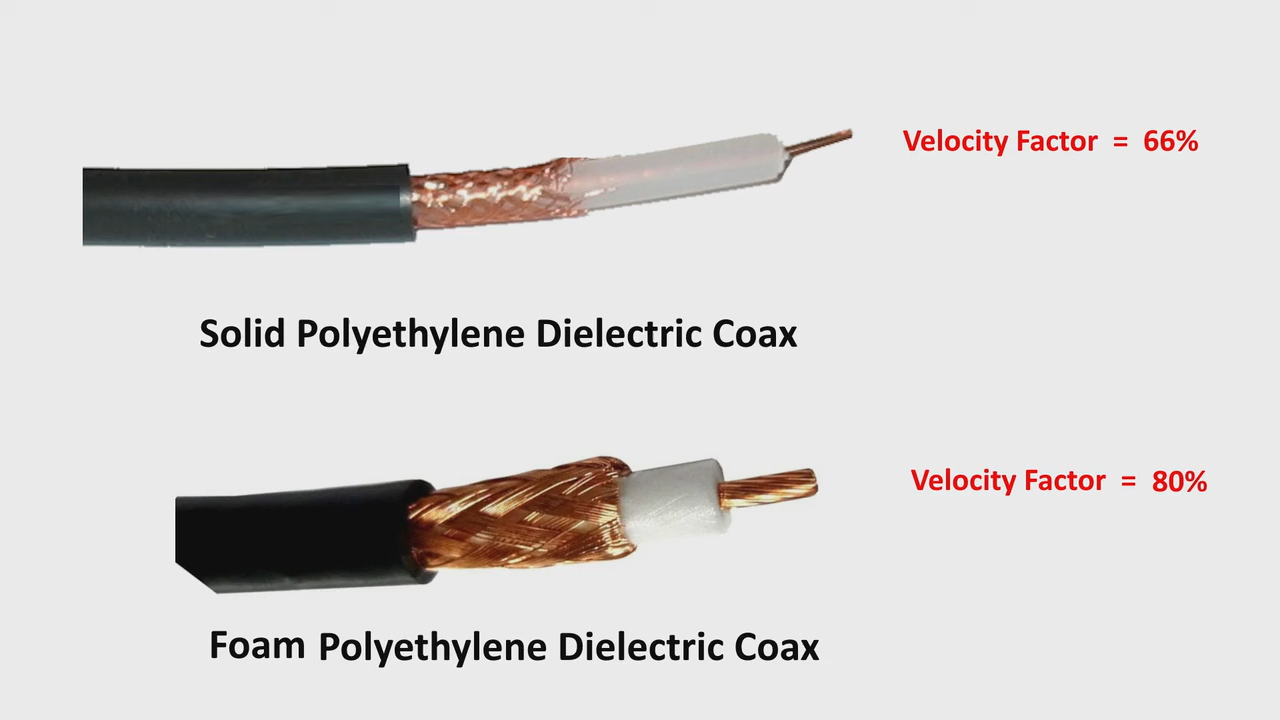 Velocity Factor = 66%
Solid Polyethylene Dielectric Coax
Velocity Factor = 80%
Foam Polyethylene Dielectric Coax